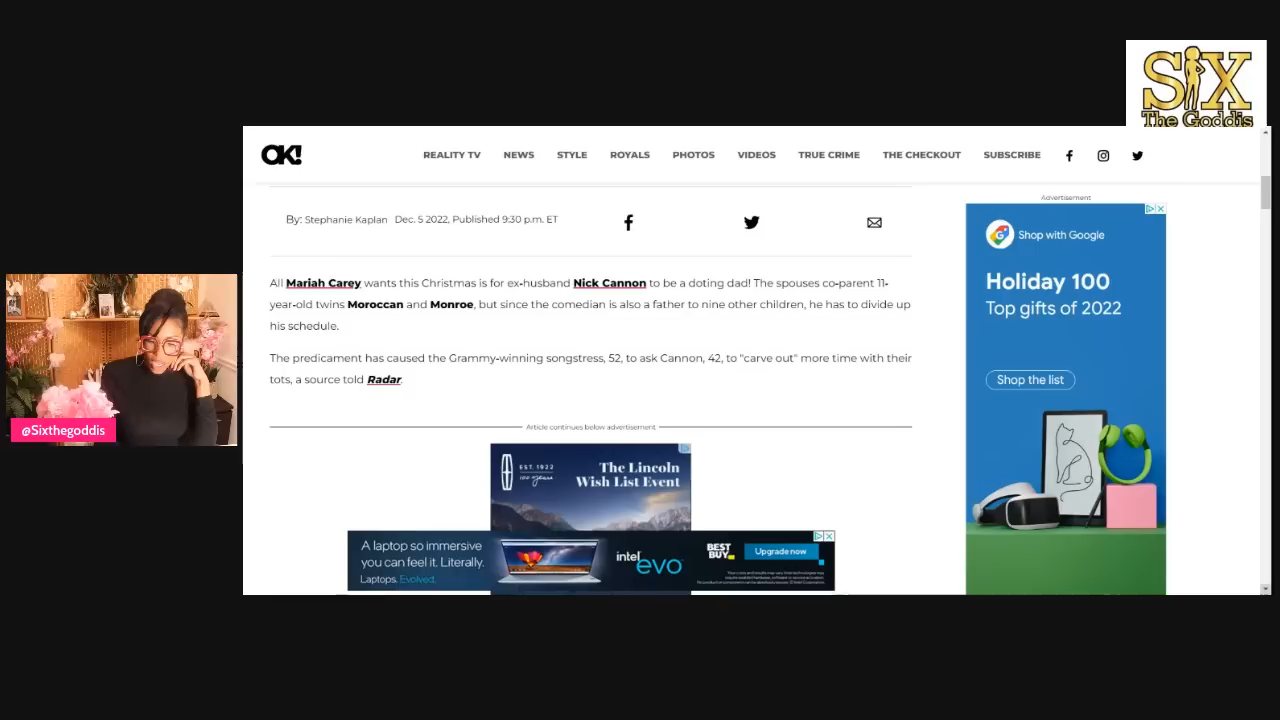 SiX
The Goddis
OK!
REALITY TV NEWS STYLE ROYALS PHOTOS VIDEOS TRUE CRIME THE CHECKOUT SUBSCRIBE
By: Stephanie Kaplan Dec. 5 2022, Published 9:30 p.m. ET
All Mariah Carey wants this Christmas is for ex-husband Nick Cannon to be a doting dad! The spouses co-parent 11-
year-old twins Moroccan and Monroe, but since the comedian is also a father to nine other children, he has to divide up
his schedule.
The predicament has caused the Grammy-winning songstress, 52, to ask Cannon, 42, to "carve out" more time with their
tots, a source told Radar.
Article continues below advertisement
EST. 1922
100 years
The Lincoln
Wish List Event
A laptop so immersive
you can feel it. Literally.
Laptops. Evolved.
intel
evo
BEST
BUY
Upgrade now
Advertisement
Shop with Google
Holiday 100
Top gifts of 2022
Shop the list
@Sixthegoddis